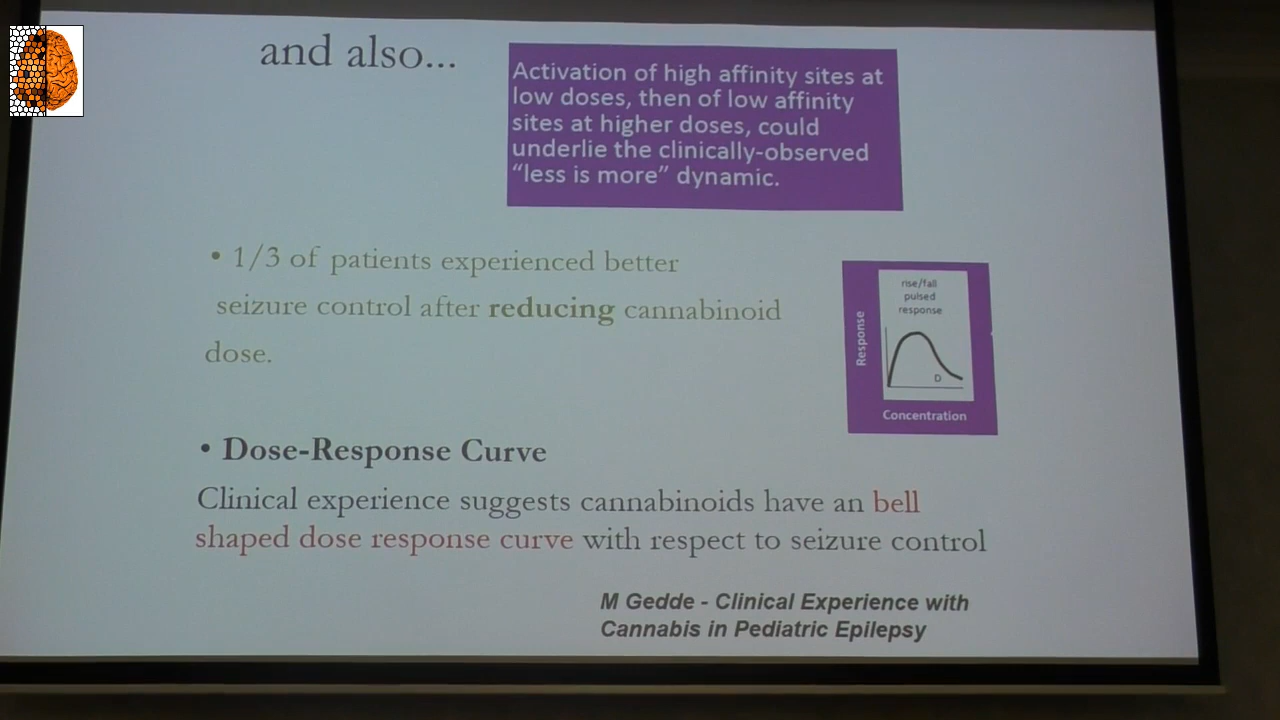 and also...
Activation of high affinity sites at
low doses, then of low affinity
sites at higher doses, could
underlie the clinically-observed
“less is more” dynamic.
• 1/3 of patients experienced better
seizure control after reducing cannabinoid
dose.
rise/fall
pulsed
response
Response
D
Concentration
• Dose-Response Curve
Clinical experience suggests cannabinoids have an bell
shaped dose response curve with respect to seizure control
M Gedde - Clinical Experience with
Cannabis in Pediatric Epilepsy